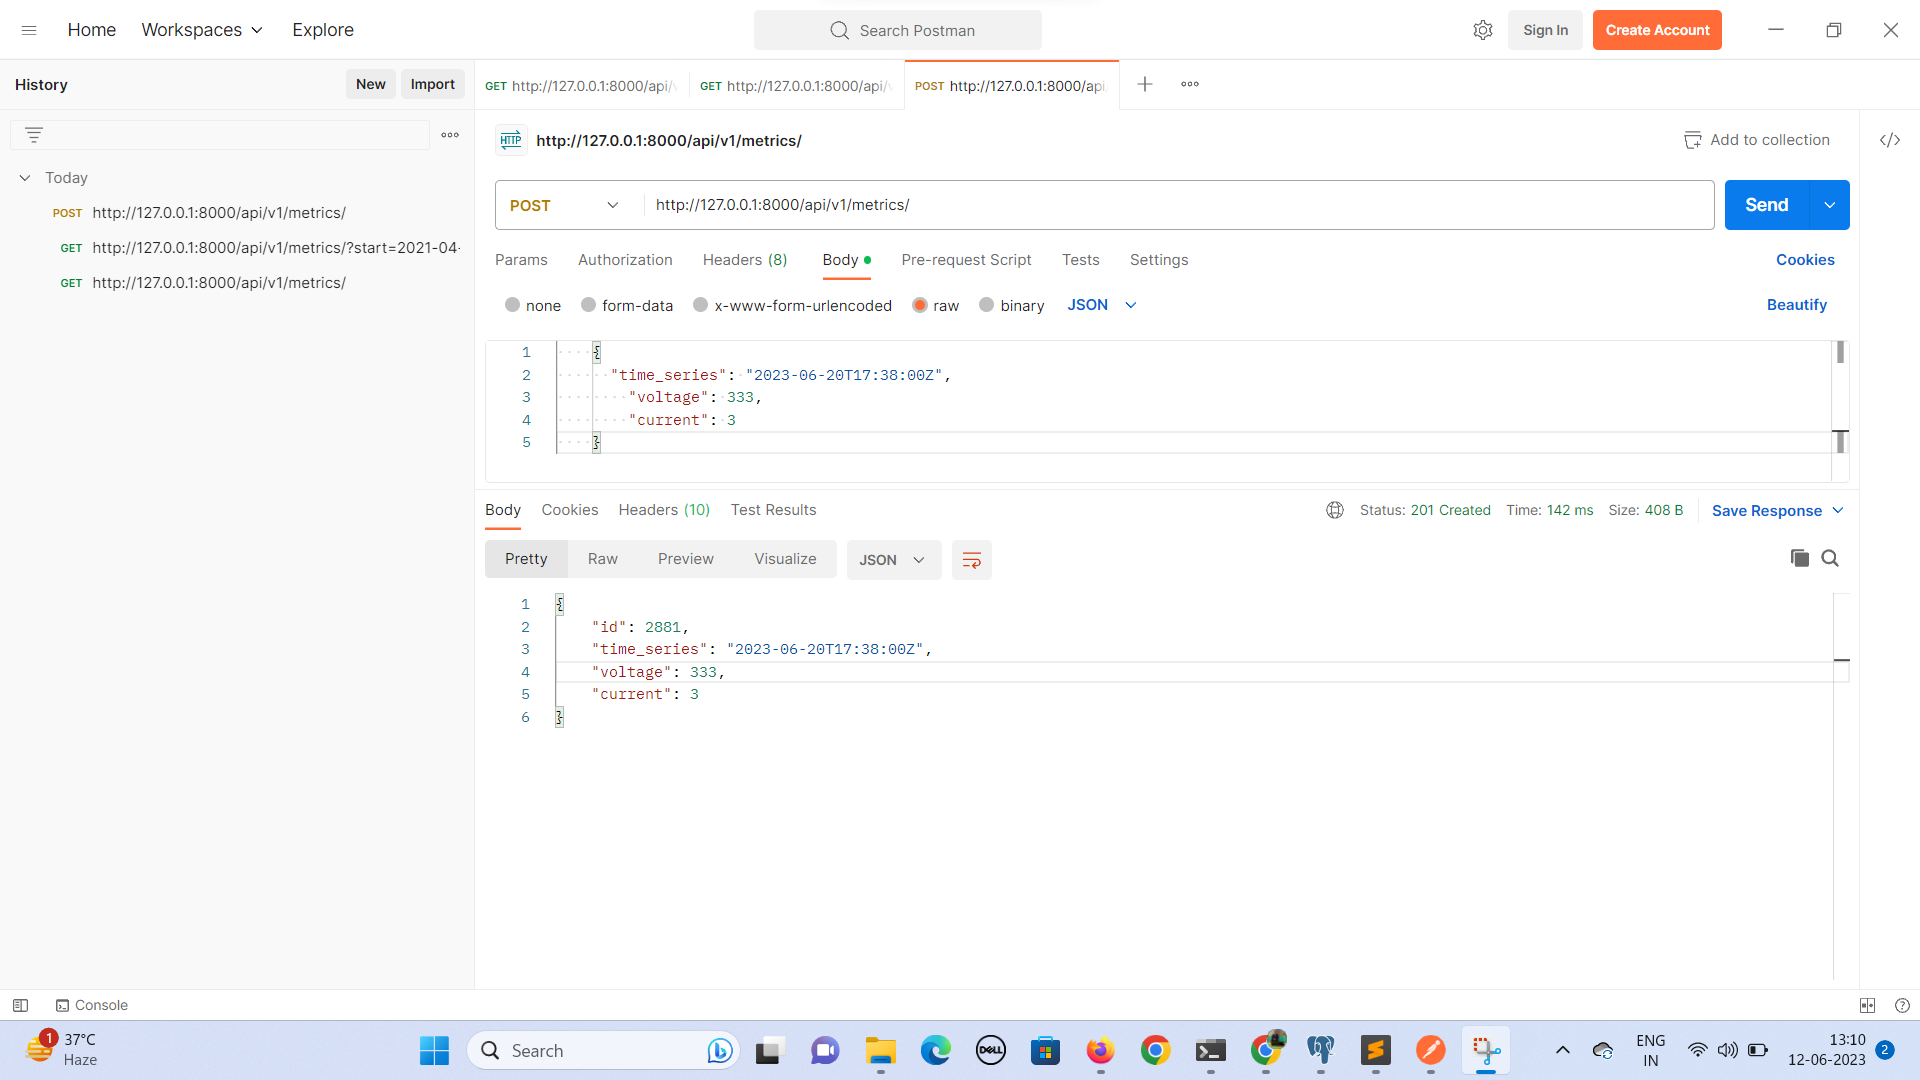 Home
Workspaces
Explore
Search Postman
Sign In
Create Account
History
New
Import
GET http://127.0.0.1:8000/api/v
GET http://127.0.0.1:8000/api/v
POST http://127.0.0.1:8000/api
HTTP http://127.0.0.1:8000/api/v1/metrics/
Add to collection
Today
POST http://127.0.0.1:8000/api/v1/metrics/
GET http://127.0.0.1:8000/api/v1/metrics/?start=2021-04-
GET http://127.0.0.1:8000/api/v1/metrics/
POST
http://127.0.0.1:8000/api/v1/metrics/
Send
Params
Authorization
Headers (8)
Body
Pre-request Script
Tests
Settings
Cookies
none
form-data
x-www-form-urlencoded
raw
binary
JSON
Beautify
1 {
2 "time_series": "2023-06-20T17:38:00Z",
3 "voltage": 333,
4 "current": 3
5 }
Body
Cookies
Headers (10)
Test Results
Status: 201 Created
Time: 142 ms
Size: 408 B
Save Response
Pretty
Raw
Preview
Visualize
JSON
1 {
2 "id": 2881,
3 "time_series": "2023-06-20T17:38:00Z",
4 "voltage": 333,
5 "current": 3
6 }
Console
1
37°C
Haze
Search
DELL
ENG
IN
13:10
12-06-2023
2